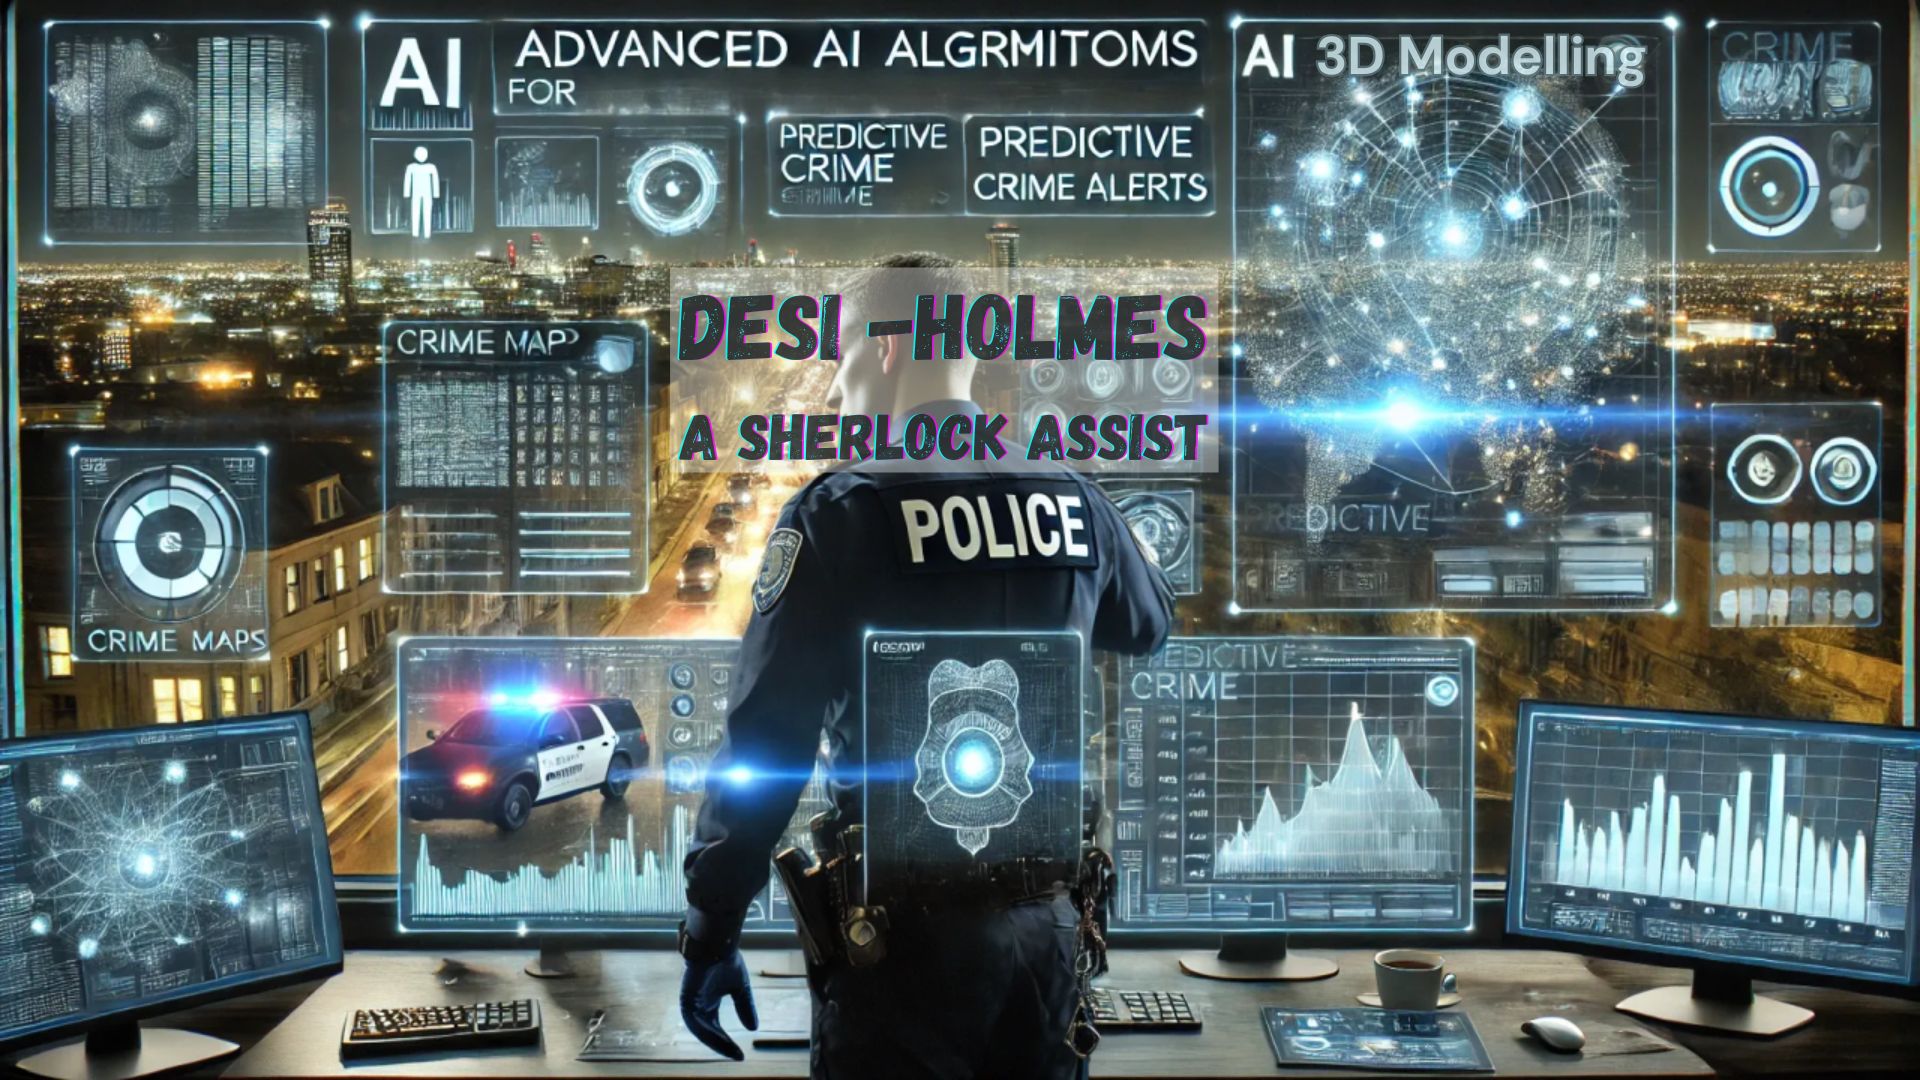 AI
ADVANCED AI ALGRMITOMS
FOR
PREDICTIVE
CRIME
PREDICTIVE
CRIME ALERTS
AI 3D Modelling
CRIME
DESI -HOLMES
A SHERLOCK ASSIST
CRIME MAP
POLICE
PREDICTIVE
CRIME MAPS
PREDICTIVE
CRIME